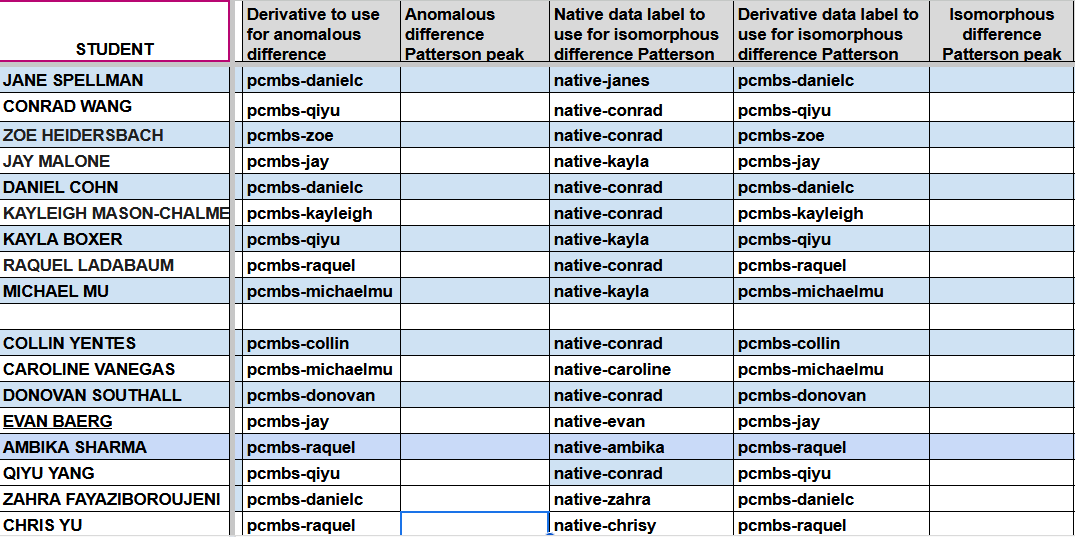 STUDENT
Derivative to use for anomalous difference
Anomalous difference Patterson peak
Native data label to use for isomorphous difference Patterson
Derivative data label to use for isomorphous difference Patterson
Isomorphous difference Patterson peak
JANE SPELLMAN pcmbs-danielc native-janes pcmbs-danielc
CONRAD WANG pcmbs-qiyu native-conrad pcmbs-qiyu
ZOE HEIDERSBACH pcmbs-zoe native-conrad pcmbs-zoe
JAY MALONE pcmbs-jay native-kayla pcmbs-jay
DANIEL COHN pcmbs-danielc native-conrad pcmbs-danielc
KAYLEIGH MASON-CHALME pcmbs-kayleigh native-conrad pcmbs-kayleigh
KAYLA BOXER pcmbs-qiyu native-kayla pcmbs-qiyu
RAQUEL LADABAUM pcmbs-raquel native-conrad pcmbs-raquel
MICHAEL MU pcmbs-michaelmu native-kayla pcmbs-michaelmu
COLLIN YENTES pcmbs-collin native-conrad pcmbs-collin
CAROLINE VANEGAS pcmbs-michaelmu native-caroline pcmbs-michaelmu
DONOVAN SOUTHALL pcmbs-donovan native-conrad pcmbs-donovan
EVAN BAERG pcmbs-jay native-evan pcmbs-jay
AMBIKA SHARMA pcmbs-raquel native-ambika pcmbs-raquel
QIYU YANG pcmbs-qiyu native-conrad pcmbs-qiyu
ZAHRA FAYAZIBOROUJENI pcmbs-danielc native-zahra pcmbs-danielc
CHRIS YU pcmbs-raquel native-chrisy pcmbs-raquel